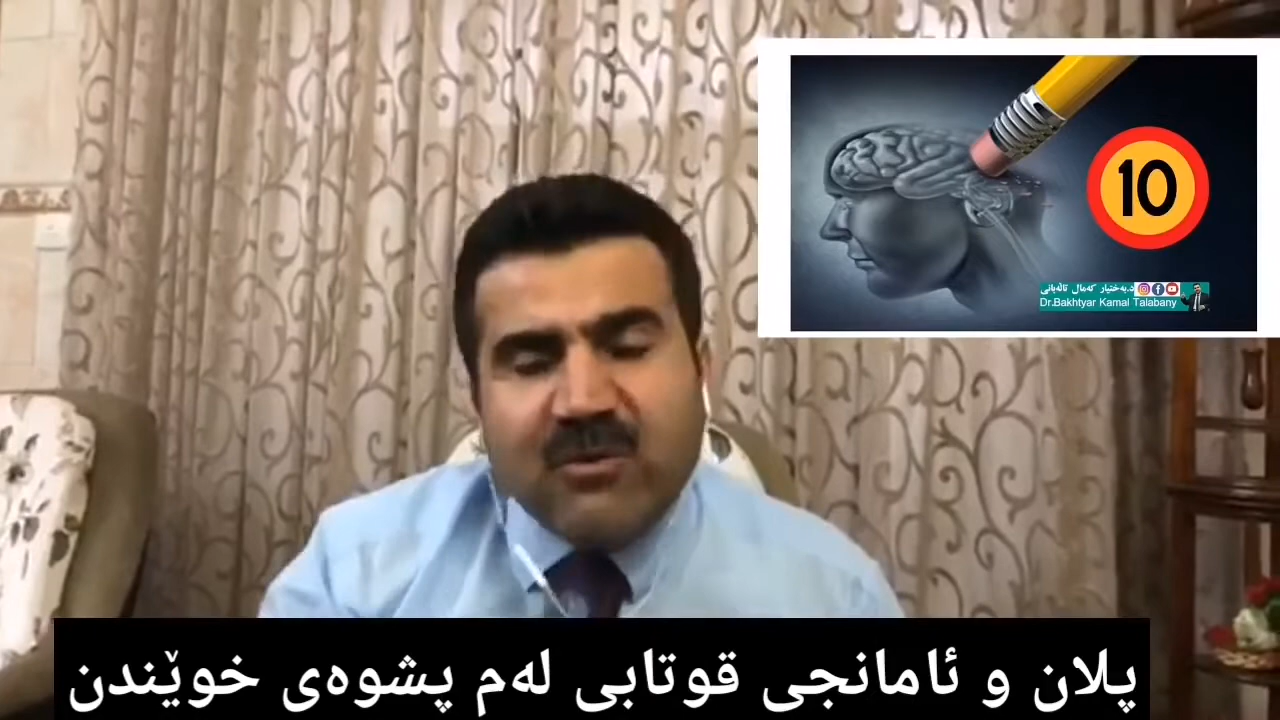 10
د.بەختیار کەمال تاڵەبانی
Dr.Bakhtyar Kamal Talabany
پلان و ئامانجی قوتابی لەم پشوەی خوێندن